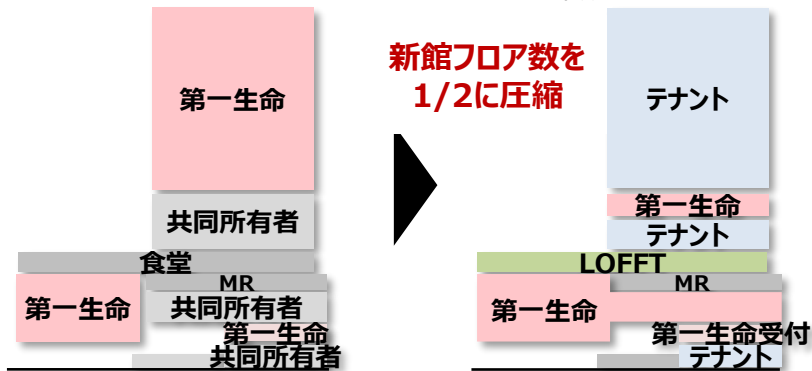 第一生命
共同所有者
食堂
MR
第一生命
共同所有者
第一生命
共同所有者
新館フロア数を
1/2に圧縮
テナント
第一生命
テナント
LOFFT
MR
第一生命
第一生命受付
テナント